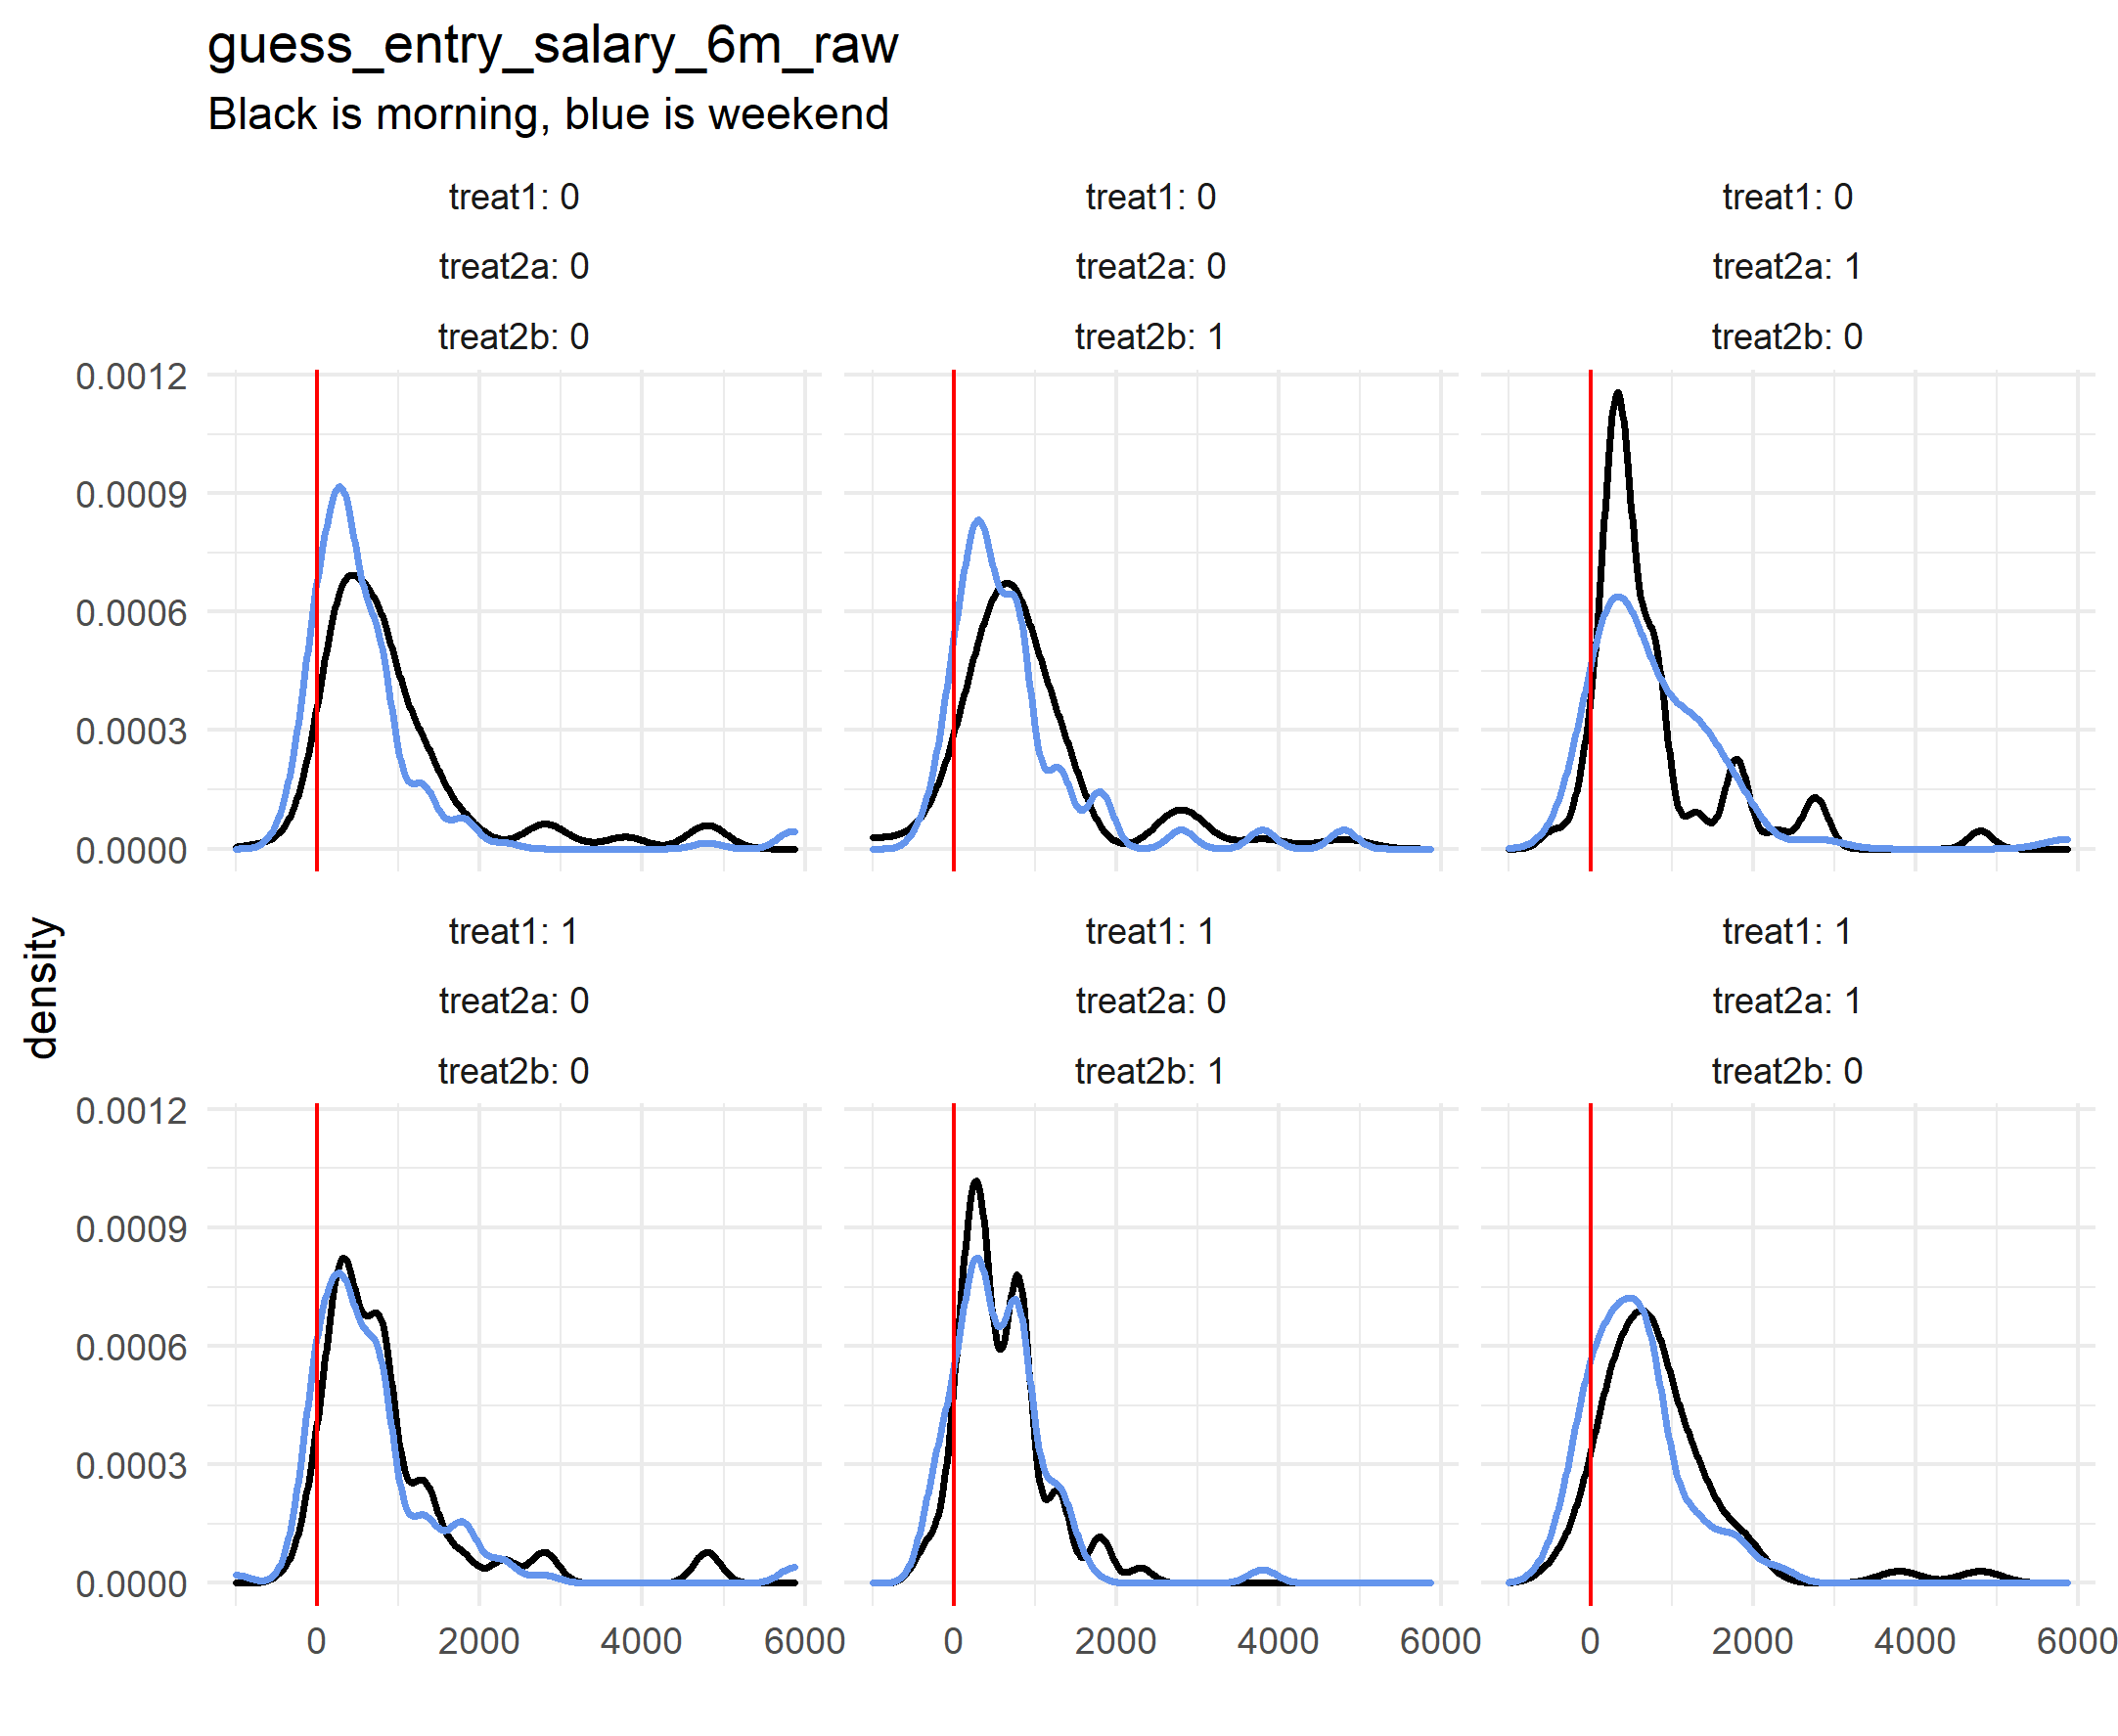 guess_entry_salary_6m_raw
Black is morning, blue is weekend
treat1: 0
treat2a: 0
treat2b: 0
treat1: 0
treat2a: 0
treat2b: 1
treat1: 0
treat2a: 1
treat2b: 0
0.0012
0.0009
0.0006
0.0003
0.0000
density
treat1: 1
treat2a: 0
treat2b: 0
treat1: 1
treat2a: 0
treat2b: 1
treat1: 1
treat2a: 1
treat2b: 0
0.0012
0.0009
0.0006
0.0003
0.0000
0 2000 4000 6000 0 2000 4000 6000 0 2000 4000 6000